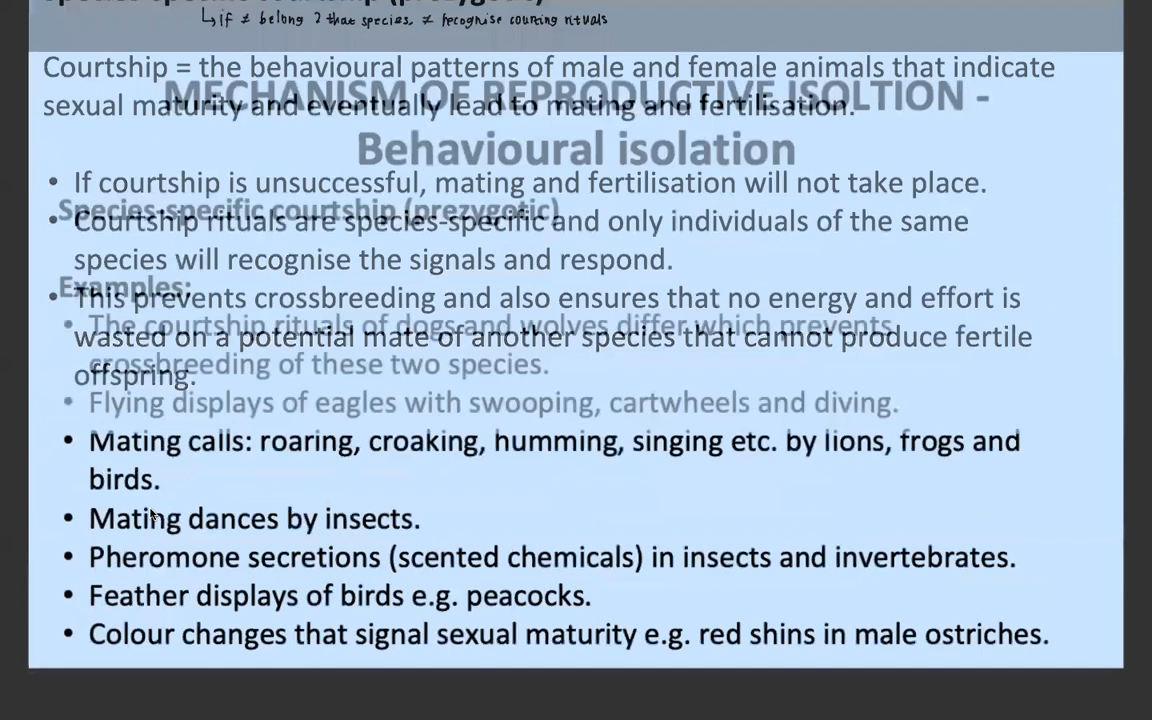 species-specific courtship (prezygotic)
↳ if ≠ belong 2 that species, ≠ recognise courting rituals
Courtship = the behavioural patterns of male and female animals that indicate
sexual maturity and eventually lead to mating and fertilisation.
MECHANISM OF REPRODUCTIVE ISOLTION -
Behavioural isolation
• If courtship is unsuccessful, mating and fertilisation will not take place.
Species-specific courtship (prezygotic)
• Courtship rituals are species-specific and only individuals of the same
species will recognise the signals and respond.
Examples:
• This prevents crossbreeding and also ensures that no energy and effort is
wasted on a potential mate of another species that cannot produce fertile
offspring.
• The courtship rituals of dogs and wolves differ which prevents
crossbreeding of these two species.
• Flying displays of eagles with swooping, cartwheels and diving.
• Mating calls: roaring, croaking, humming, singing etc. by lions, frogs and
birds.
• Mating dances by insects.
• Pheromone secretions (scented chemicals) in insects and invertebrates.
• Feather displays of birds e.g. peacocks.
• Colour changes that signal sexual maturity e.g. red shins in male ostriches.